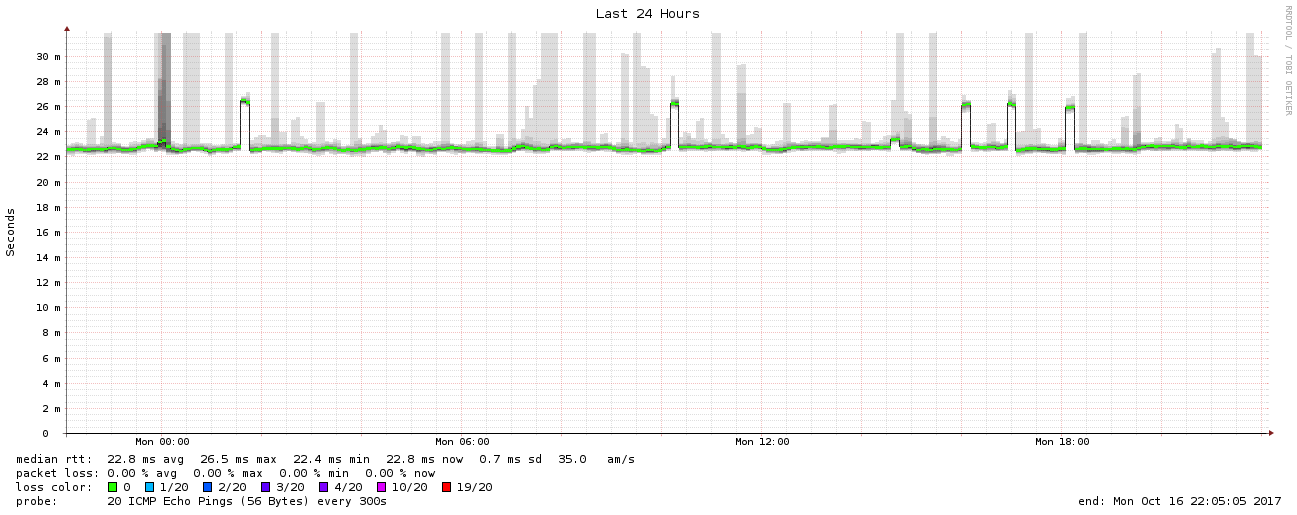 Last 24 Hours
RRDTOOL / TOBI OETIKER
Seconds
30 m
28 m
26 m
24 m
22 m
20 m
18 m
16 m
14 m
12 m
10 m
8 m
6 m
4 m
2 m
0
Mon 00:00 Mon 06:00 Mon 12:00 Mon 18:00
median rtt: 22.8 ms avg 26.5 ms max 22.4 ms min 22.8 ms now 0.7 ms sd 35.0 am/s
packet loss: 0.00 % avg 0.00 % max 0.00 % min 0.00 % now
loss color: 0 1/20 2/20 3/20 4/20 10/20 19/20
probe: 20 ICMP Echo Pings (56 Bytes) every 300s end: Mon Oct 16 22:05:05 2017